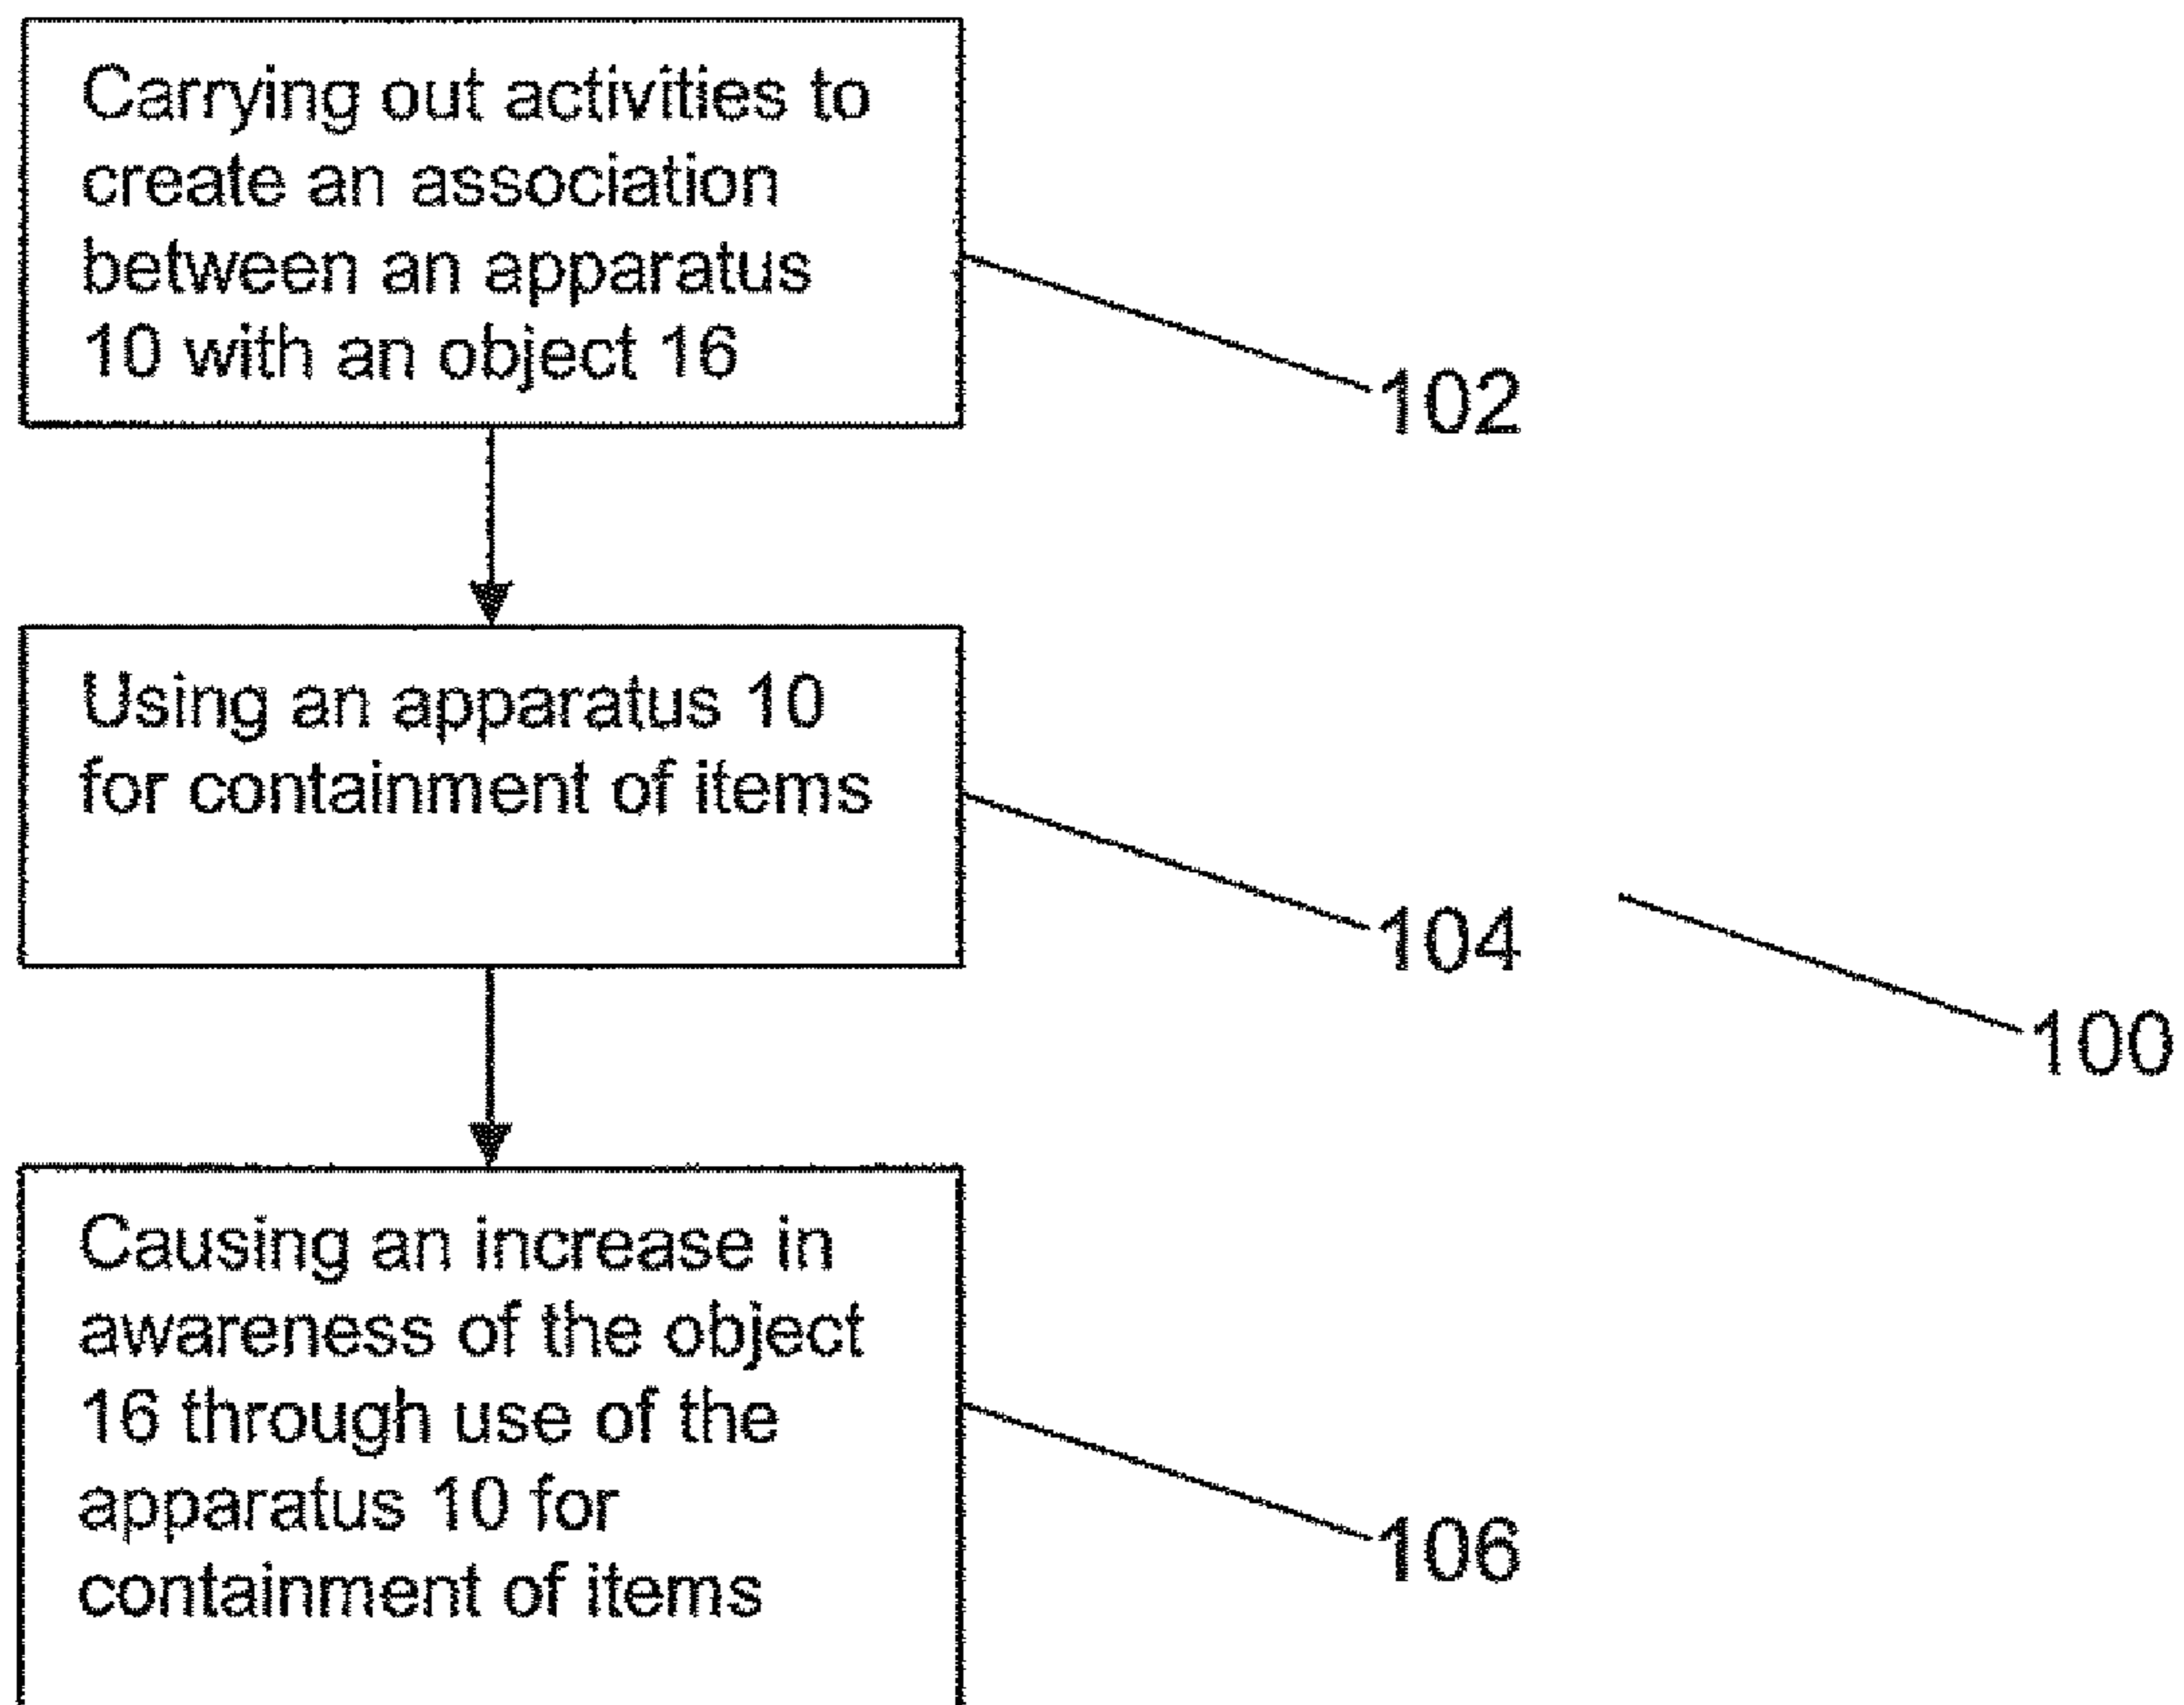 Carrying out activities to
create an association
between an apparatus
10 with an object 16
102
Using an apparatus 10
for containment of items
104
100
Causing an increase in
awareness of the object
16 through use of the
apparatus 10 for
containment of items
106